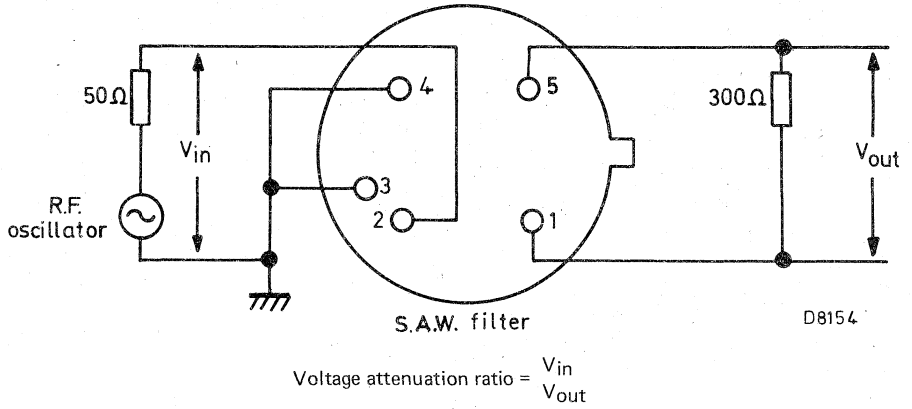 4
5
50Ω
300Ω
Vin
Vout
3
R.F.
oscillator
2
1
S.A.W. filter
D8154
Voltage attenuation ratio = Vin
Vout